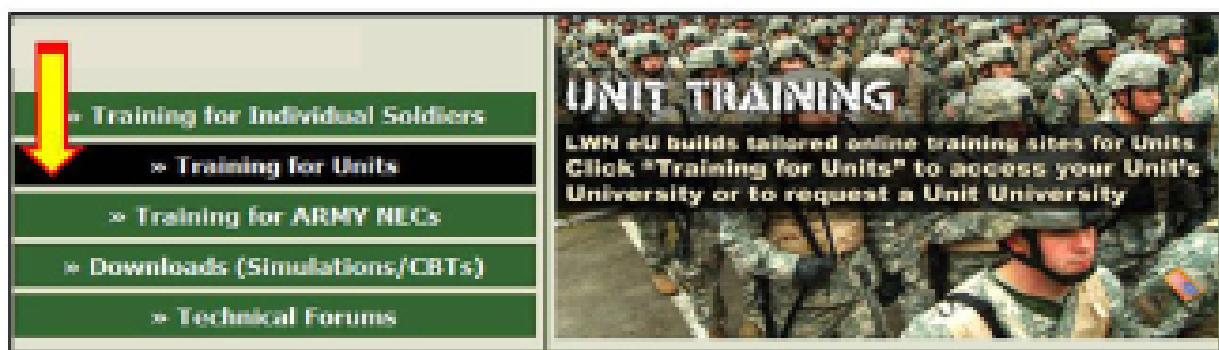 » Training for Individual Soldiers
» Training for Units
» Training for ARMY NECs
» Downloads (Simulations/CBTs)
» Technical Forums
UNIT TRAINING
LWN eU builds tailored online training sites for Units
Click "Training for Units" to access your Unit's
University or to request a Unit University